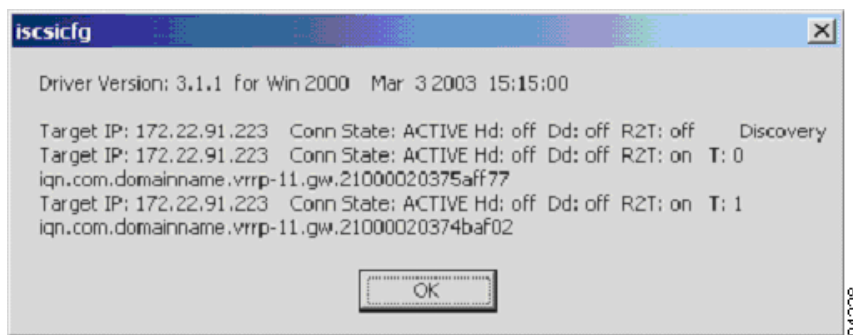 iscsicfg
Driver Version: 3.1.1 for Win 2000 Mar 3 2003 15:15:00
Target IP: 172.22.91.223 Conn State: ACTIVE Hd: off Dd: off R2T: off Discovery
Target IP: 172.22.91.223 Conn State: ACTIVE Hd: off Dd: off R2T: on T: 0
iqn.com.domainname.vrrp-11.gw.21000020375aff77
Target IP: 172.22.91.223 Conn State: ACTIVE Hd: off Dd: off R2T: on T: 1
iqn.com.domainname.vrrp-11.gw.21000020374baf02
OK